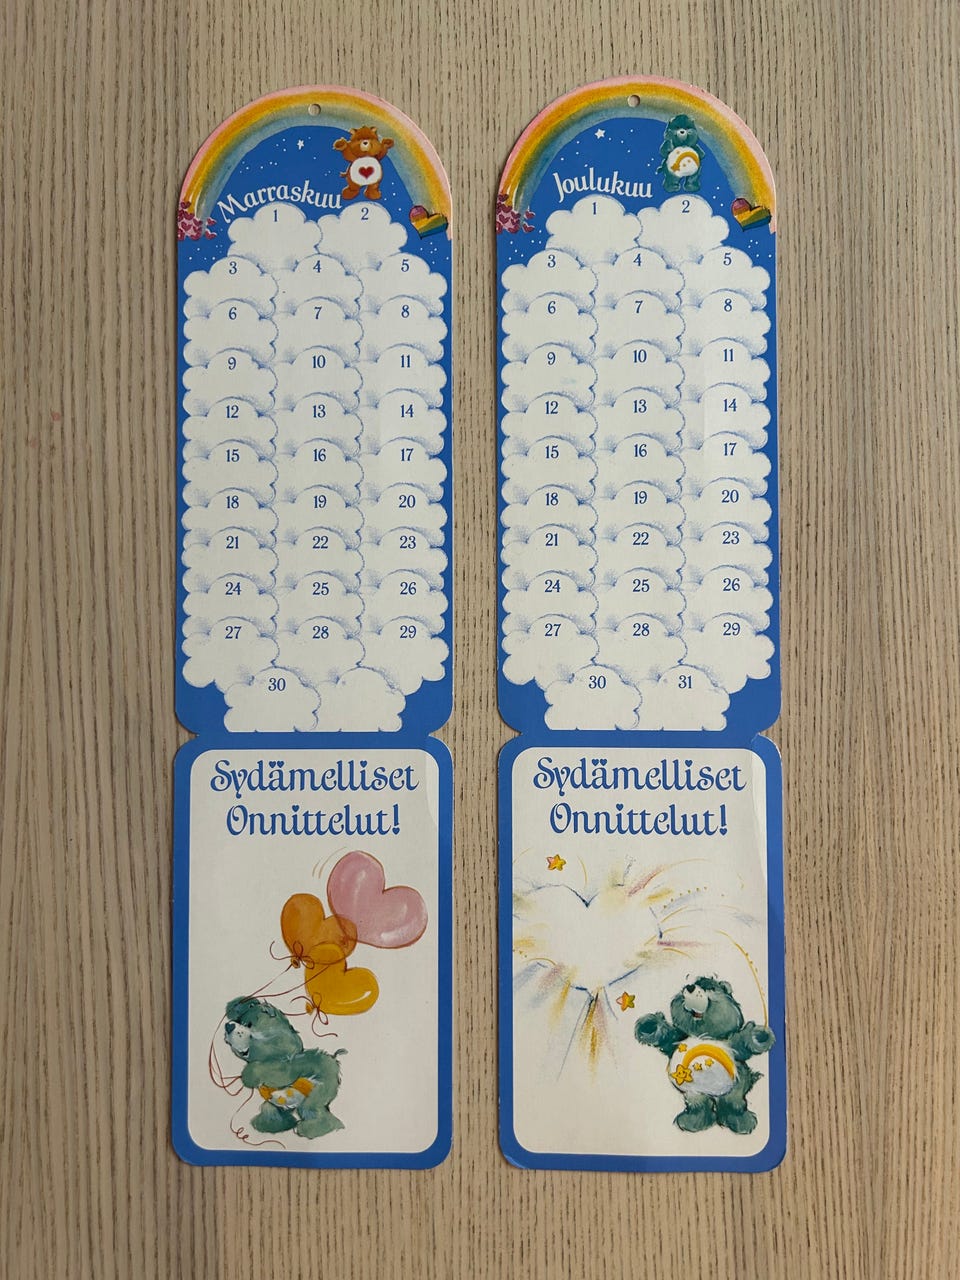 Marraskuu
1 2
3 4 5
6 7 8
9 10 11
12 13 14
15 16 17
18 19 20
21 22 23
24 25 26
27 28 29
30
Sydämelliset
Onnittelut!
Joulukuu
1 2
3 4 5
6 7 8
9 10 11
12 13 14
15 16 17
18 19 20
21 22 23
24 25 26
27 28 29
30 31
Sydämelliset
Onnittelut!